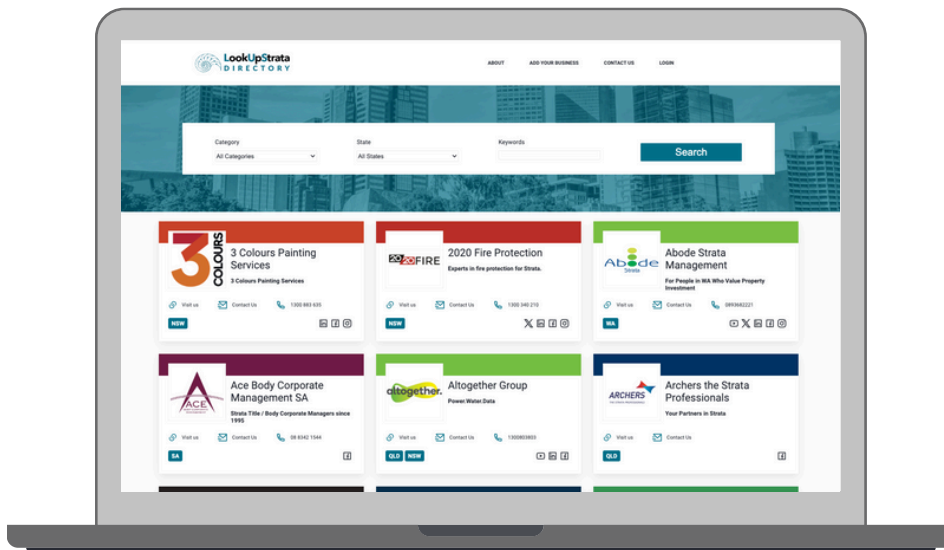 LookUpStrata
DIRECTORY
ABOUT
ADD YOUR BUSINESS
CONTACT US
LOGIN
Category
State
Keywords
All Categories
All States
Search
3 COLOURS
3 Colours Painting
Services
3 Colours Painting Services
Visit us
Contact Us
1300 883 635
NSW
2020 FIRE
2020 Fire Protection
Experts in fire protection for Strata.
Visit us
Contact Us
1300 340 210
NSW
Abode
Strata
Abode Strata
Management
For People in WA Who Value Property
Investment
Visit us
Contact Us
0893682221
WA
ACE
Ace Body Corporate
Management SA
Strata Title / Body Corporate Managers since
1995
Visit us
Contact Us
08 8342 1544
SA
altogether.
Altogether Group
Power.Water.Data
Visit us
Contact Us
1300803803
QLD
NSW
ARCHERS
Archers the Strata
Professionals
Your Partners in Strata
Visit us
Contact Us
QLD